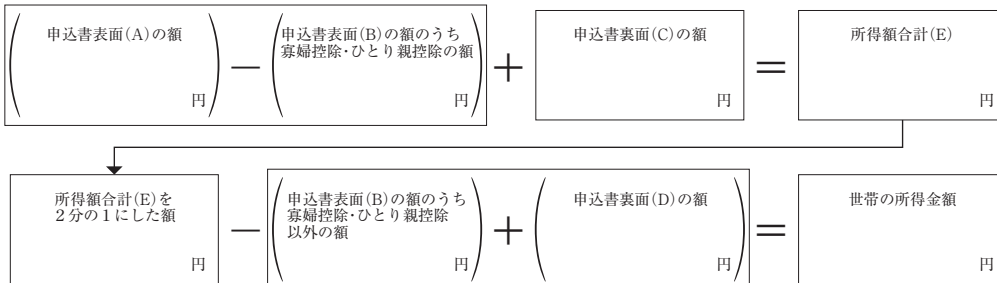 申込書表面(A)の額
円
－
申込書表面(B)の額のうち
寡婦控除・ひとり親控除の額
円
＋
申込書裏面(C)の額
円
＝
所得額合計(E)
円
所得額合計(E)を
２分の１にした額
円
－
申込書表面(B)の額のうち
寡婦控除・ひとり親控除
以外の額
円
＋
申込書裏面(D)の額
円
＝
世帯の所得金額
円